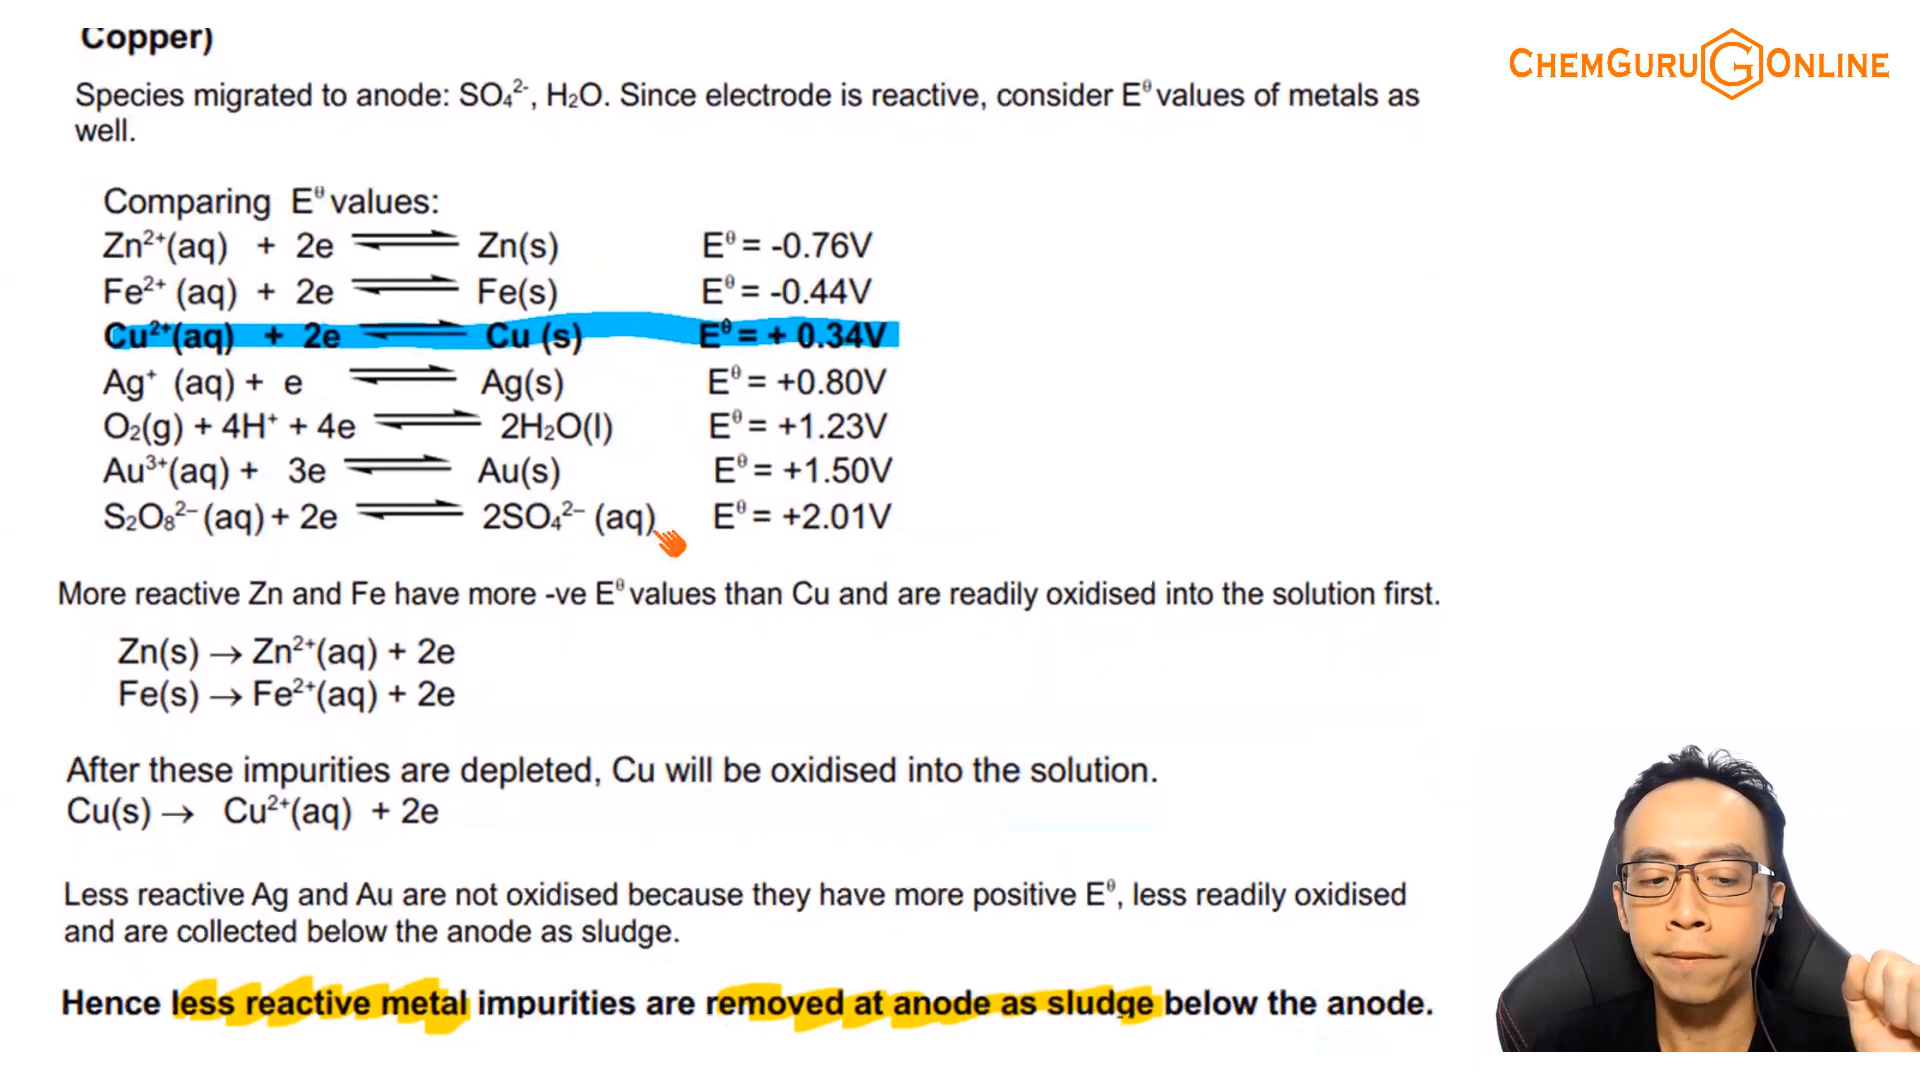 Copper)
CHEMGURU G ONLINE
Species migrated to anode: SO₄²⁻, H₂O. Since electrode is reactive, consider Eᶿ values of metals as
well.
Comparing Eᶿ values:
Zn²⁺(aq) + 2e ⇌ Zn(s) Eᶿ = -0.76V
Fe²⁺ (aq) + 2e ⇌ Fe(s) Eᶿ = -0.44V
Cu²⁺(aq) + 2e ⇌ Cu (s) Eᶿ = + 0.34V
Ag⁺ (aq) + e ⇌ Ag(s) Eᶿ = +0.80V
O₂(g) + 4H⁺ + 4e ⇌ 2H₂O(l) Eᶿ = +1.23V
Au³⁺(aq) + 3e ⇌ Au(s) Eᶿ = +1.50V
S₂O₈²⁻ (aq) + 2e ⇌ 2SO₄²⁻ (aq) Eᶿ = +2.01V
More reactive Zn and Fe have more -ve Eᶿ values than Cu and are readily oxidised into the solution first.
Zn(s) → Zn²⁺(aq) + 2e
Fe(s) → Fe²⁺(aq) + 2e
After these impurities are depleted, Cu will be oxidised into the solution.
Cu(s) → Cu²⁺(aq) + 2e
Less reactive Ag and Au are not oxidised because they have more positive Eᶿ, less readily oxidised
and are collected below the anode as sludge.
Hence less reactive metal impurities are removed at anode as sludge below the anode.